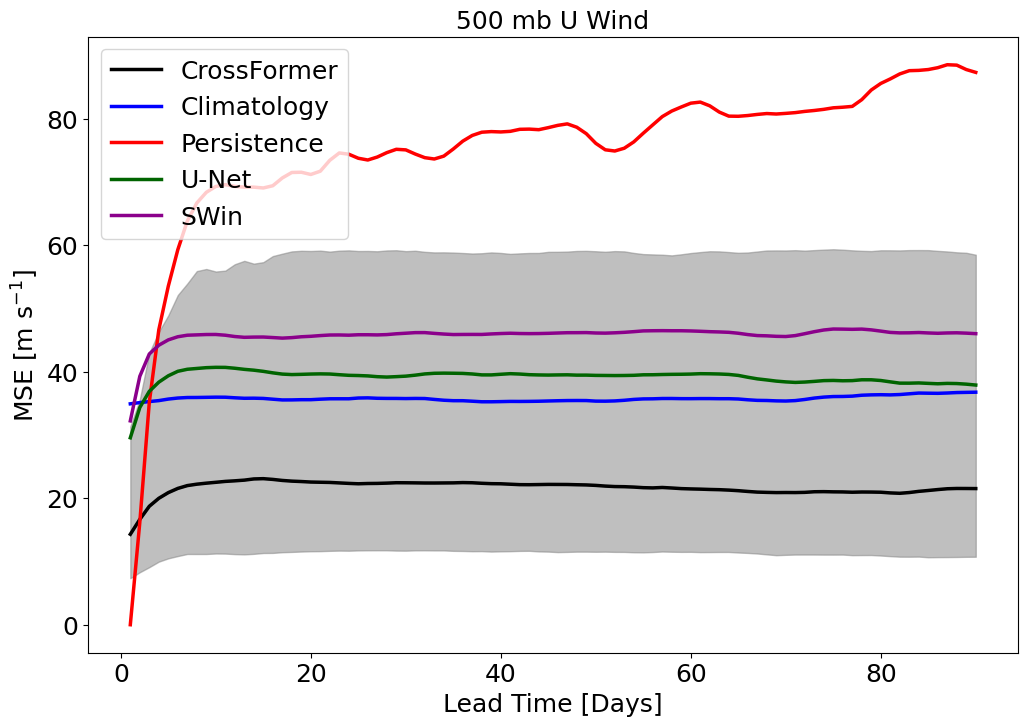 500 mb U Wind
CrossFormer
Climatology
Persistence
U-Net
SWin
MSE [m s⁻¹]
80
60
40
20
0
0 20 40 60 80
Lead Time [Days]